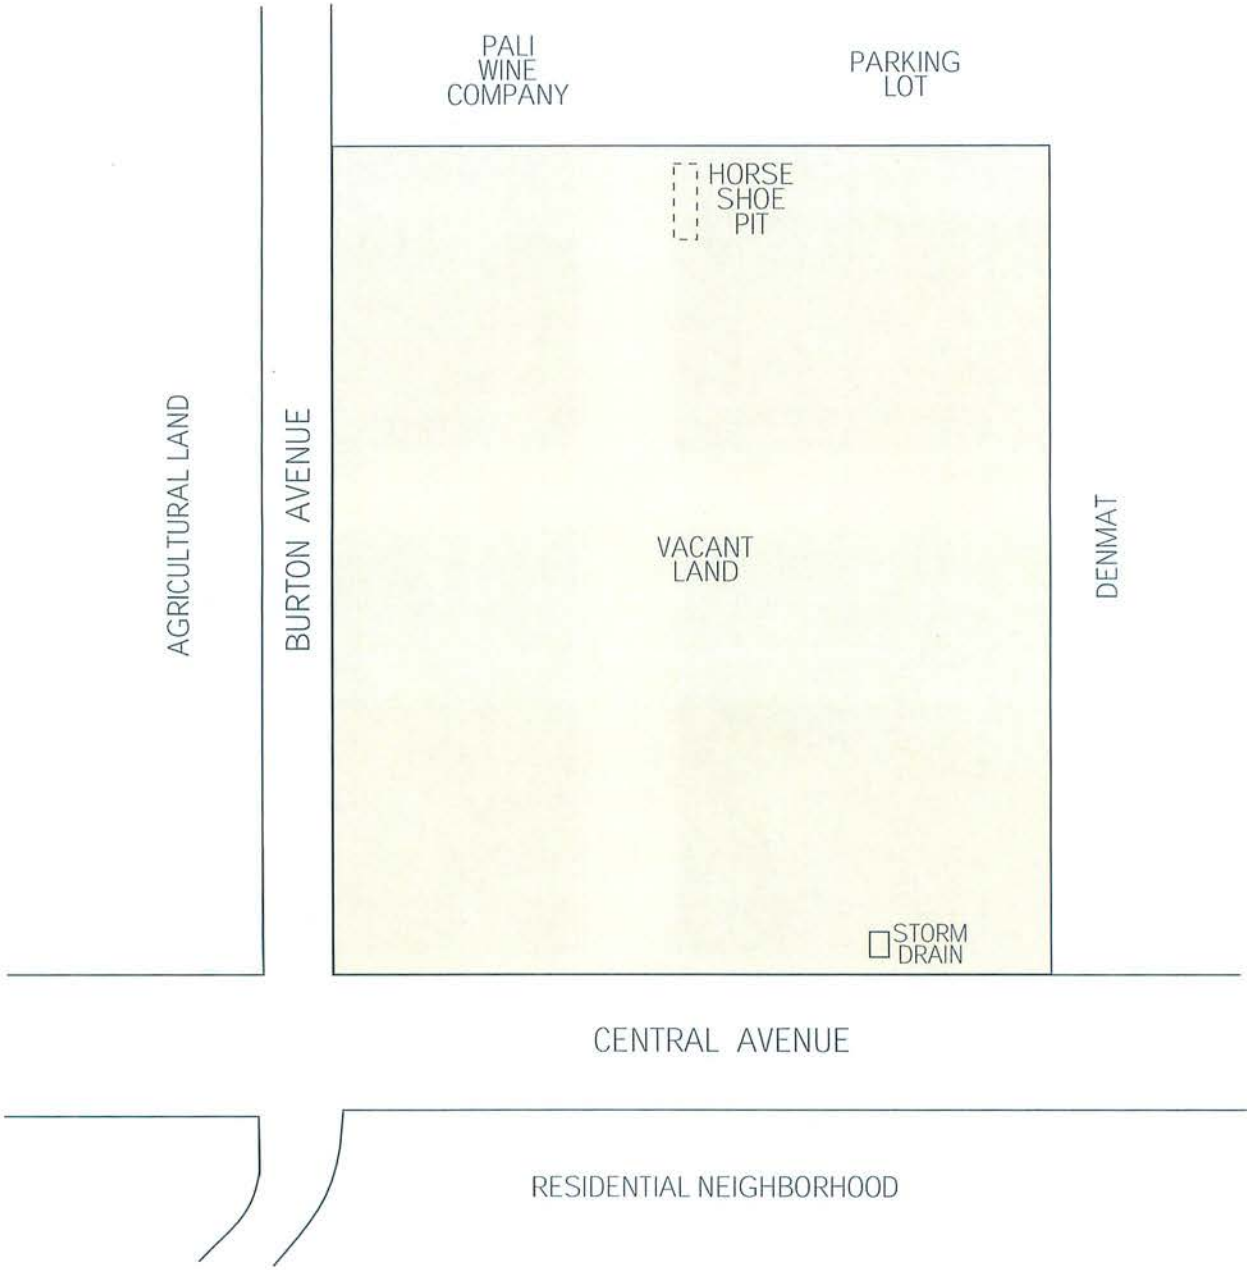 PALI
WINE
COMPANY
PARKING
LOT
HORSE
SHOE
PIT
AGRICULTURAL LAND
BURTON AVENUE
VACANT
LAND
DENMAT
STORM
DRAIN
CENTRAL AVENUE
RESIDENTIAL NEIGHBORHOOD